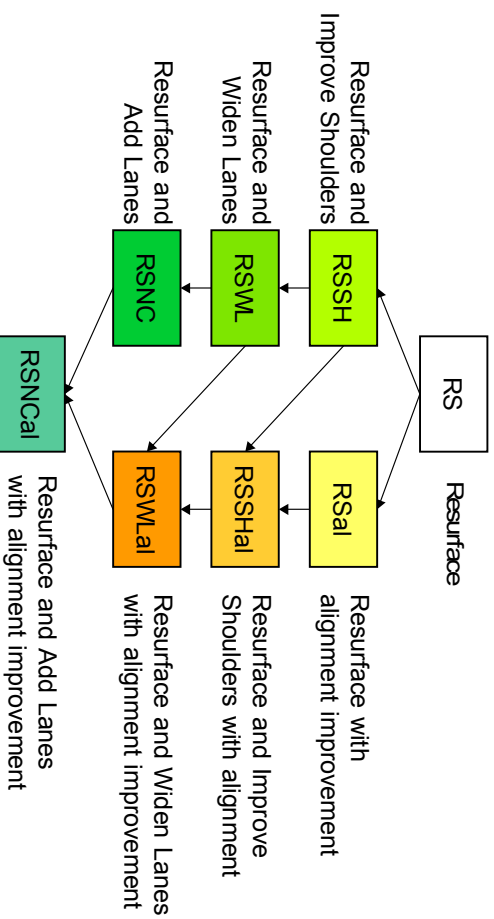 RS
Resurface
Resurface and
Improve Shoulders
RSSH
RSal
Resurface with
alignment improvement
Resurface and
Widen Lanes
RSWL
RSSHal
Resurface and Improve
Shoulders with alignment
Resurface and
Add Lanes
RSNC
RSWLal
Resurface and Widen Lanes
with alignment improvement
RSNCal
Resurface and Add Lanes
with alignment improvement